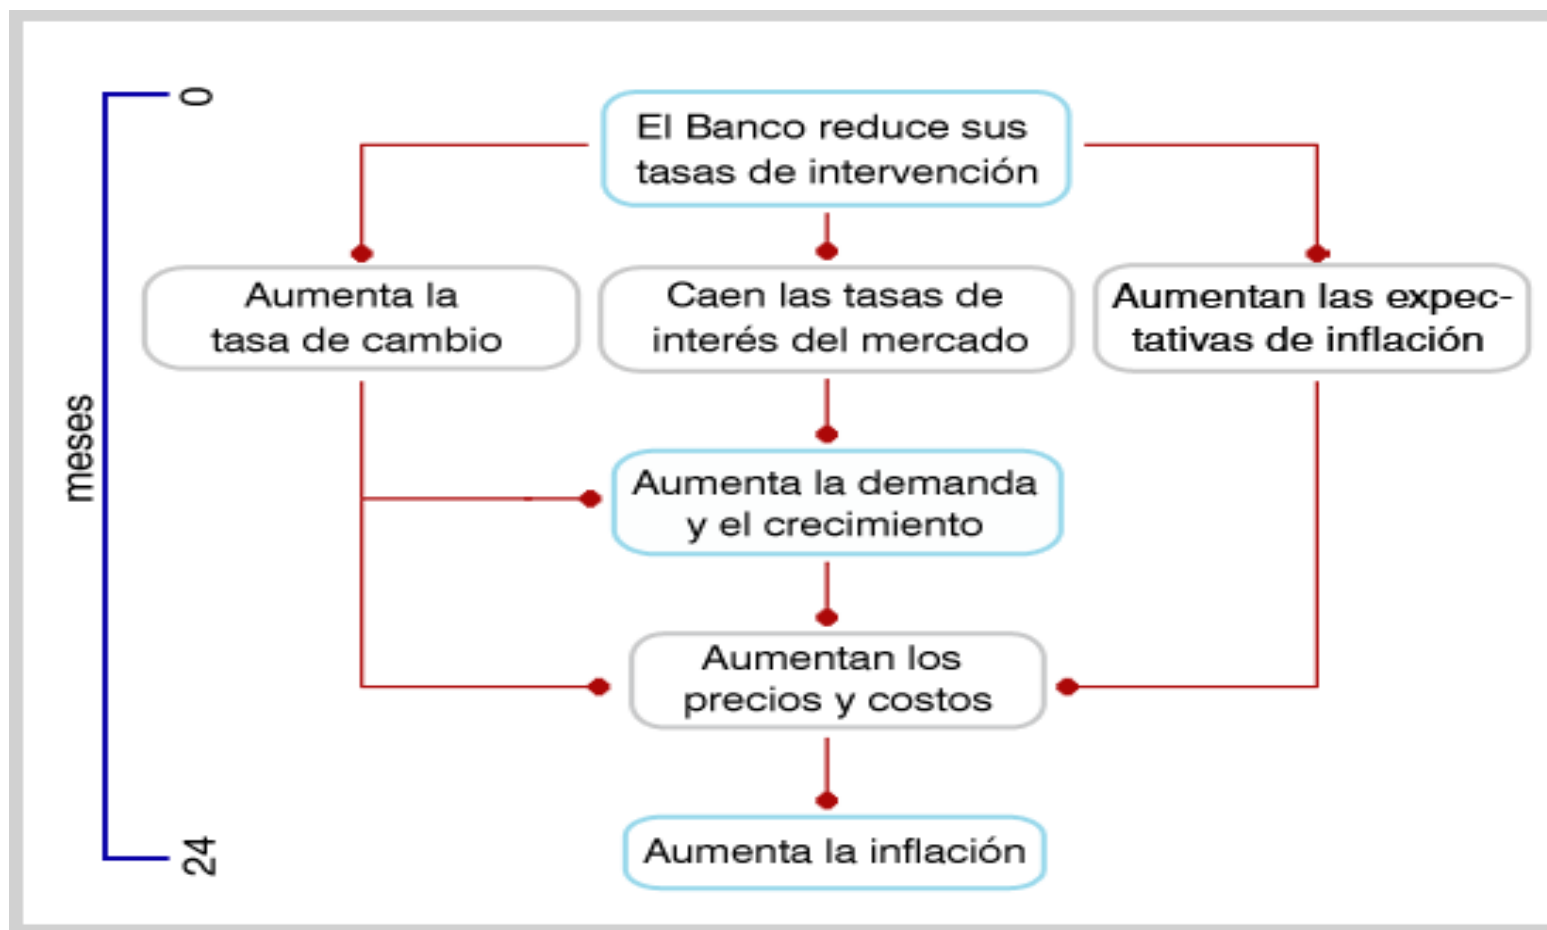 0
El Banco reduce sus
tasas de intervención
Aumenta la
tasa de cambio
Caen las tasas de
interés del mercado
Aumentan las expec-
tativas de inflación
meses
Aumenta la demanda
y el crecimiento
Aumentan los
precios y costos
24
Aumenta la inflación